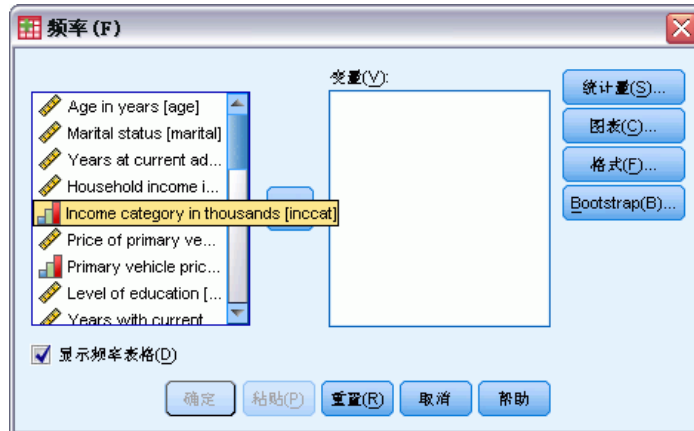 频率(F)
变量(V):
Age in years [age]
Marital status [marital]
Years at current ad...
Household income i...
Income category in thousands [inccat]
Price of primary ve...
Primary vehicle pric...
Level of education [...
Years with current
统计量(S)...
图表(C)...
格式(F)...
Bootstrap(B)...
显示频率表格(D)
确定
粘贴(P)
重置(R)
取消
帮助